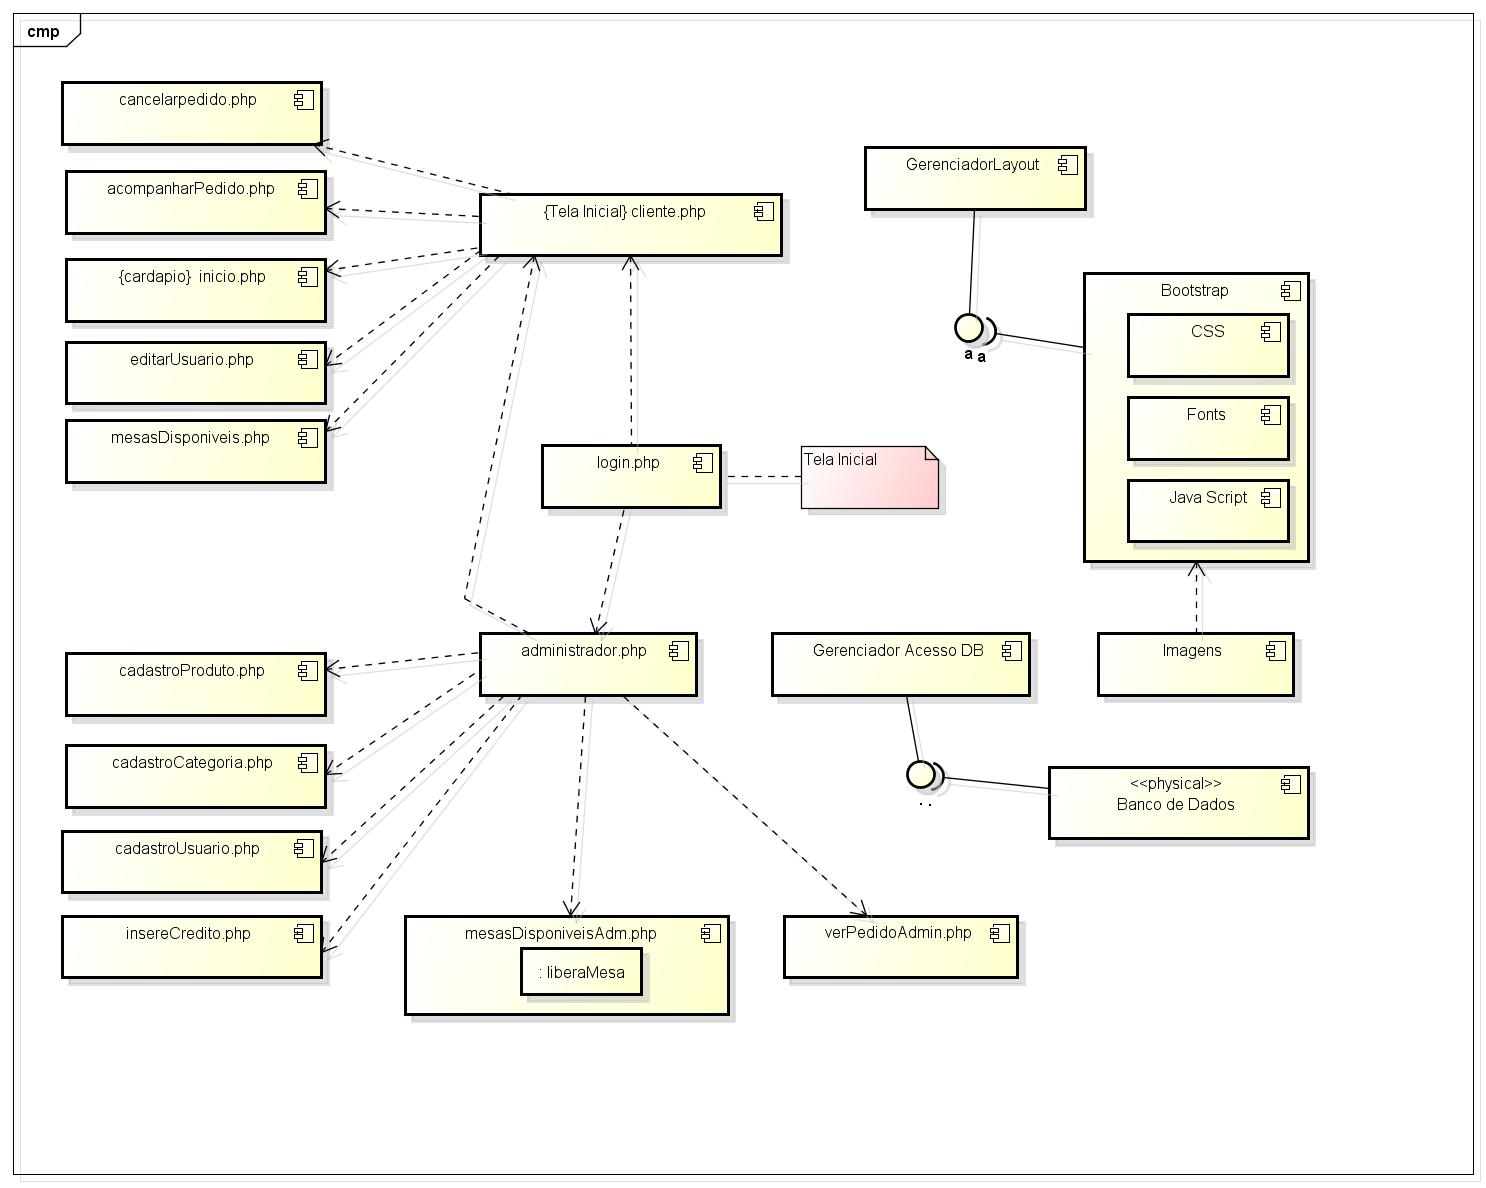 cmp
cancelarpedido.php
acompanharPedido.php
{Tela Inicial} cliente.php
GerenciadorLayout
{cardapio}  inicio.php
editarUsuario.php
mesasDisponiveis.php
Bootstrap
CSS
Fonts
Java Script
a
a
login.php
Tela Inicial
administrador.php
Gerenciador Acesso DB
Imagens
cadastroProduto.php
cadastroCategoria.php
cadastroUsuario.php
insereCredito.php
. .
<<physical>>
Banco de Dados
mesasDisponiveisAdm.php
: liberaMesa
verPedidoAdmin.php